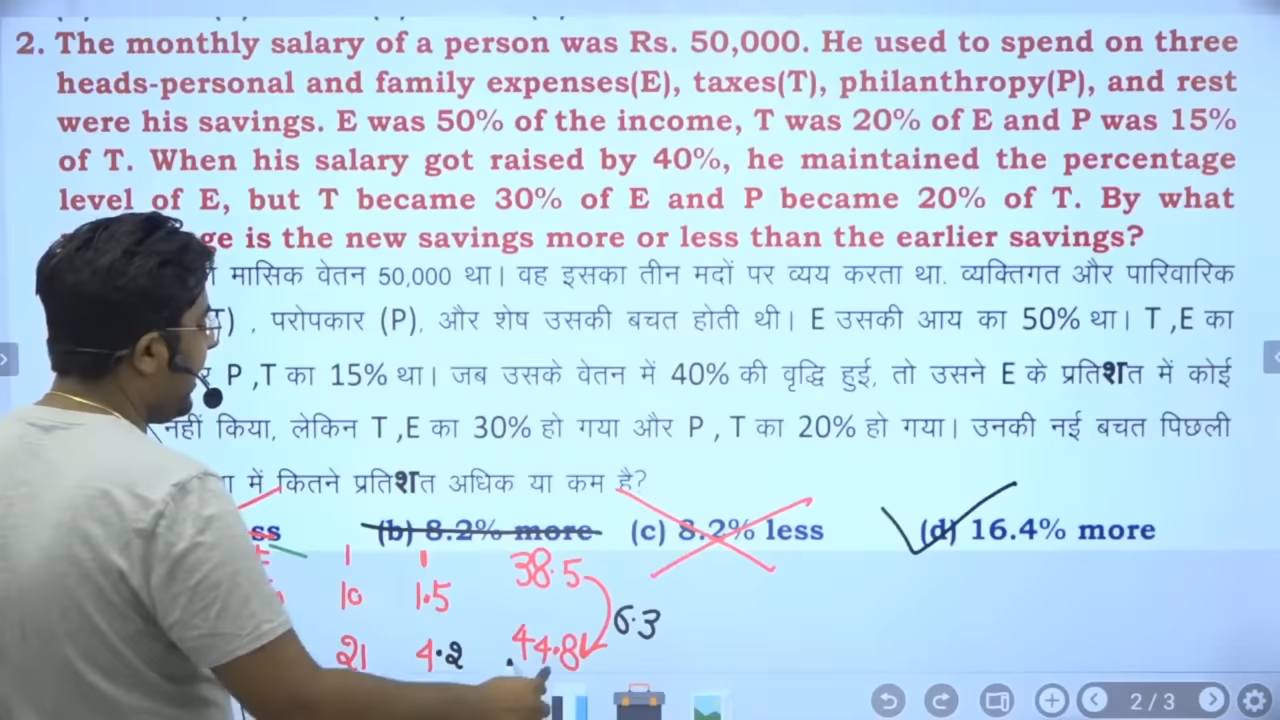 2. The monthly salary of a person was Rs. 50,000. He used to spend on three
heads-personal and family expenses(E), taxes(T), philanthropy(P), and rest
were his savings. E was 50% of the income, T was 20% of E and P was 15%
of T. When his salary got raised by 40%, he maintained the percentage
level of E, but T became 30% of E and P became 20% of T. By what
ge is the new savings more or less than the earlier savings?
मासिक वेतन 50,000 था। वह इसका तीन मदों पर व्यय करता था. व्यक्तिगत और पारिवारिक
T) , परोपकार (P), और शेष उसकी बचत होती थी। E उसकी आय का 50% था। T ,E का
P ,T का 15% था। जब उसके वेतन में 40% की वृद्धि हुई, तो उसने E के प्रतिशत में कोई
नहीं किया, लेकिन T ,E का 30% हो गया और P , T का 20% हो गया। उनकी नई बचत पिछली
में कितने प्रतिशत अधिक या कम है?
ss (b) 8.2% more (c) 8.2% less (d) 16.4% more
10 1.5 38.5
6.3
21 4.2 44.8
2 / 3